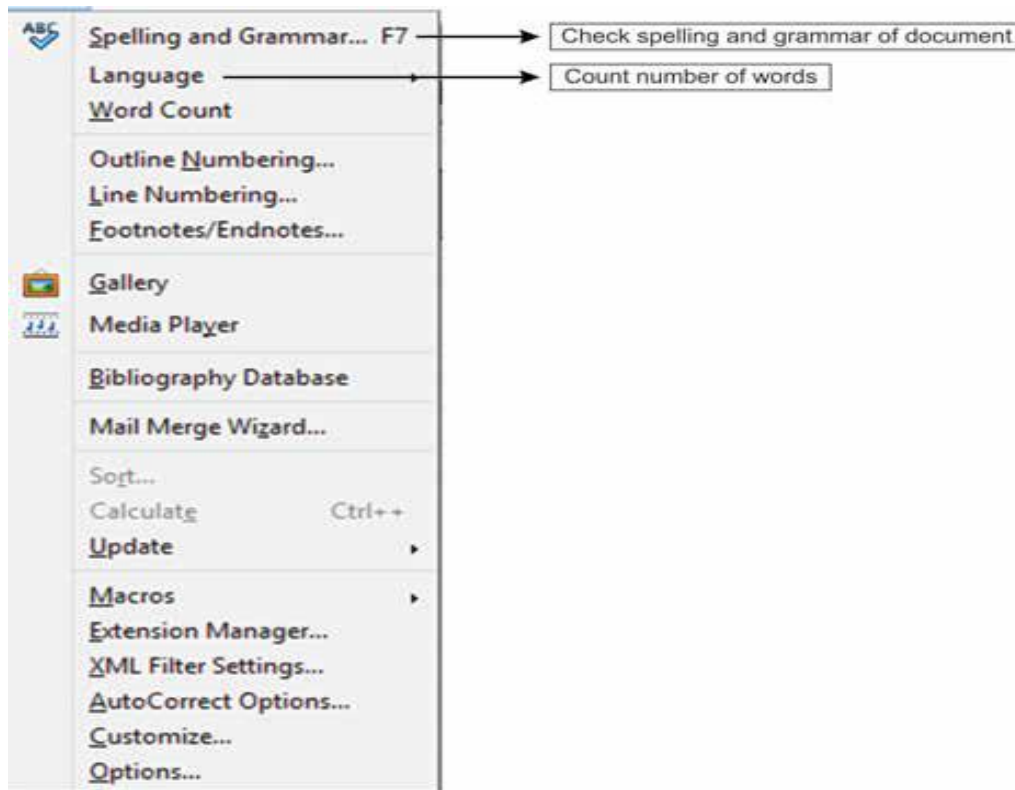 ABC
Spelling and Grammar... F7
Check spelling and grammar of document
Language
Count number of words
Word Count
Outline Numbering...
Line Numbering...
Footnotes/Endnotes...
Gallery
Media Player
Bibliography Database
Mail Merge Wizard...
Sort...
Calculate Ctrl++
Update
Macros
Extension Manager...
XML Filter Settings...
AutoCorrect Options...
Customize...
Options...